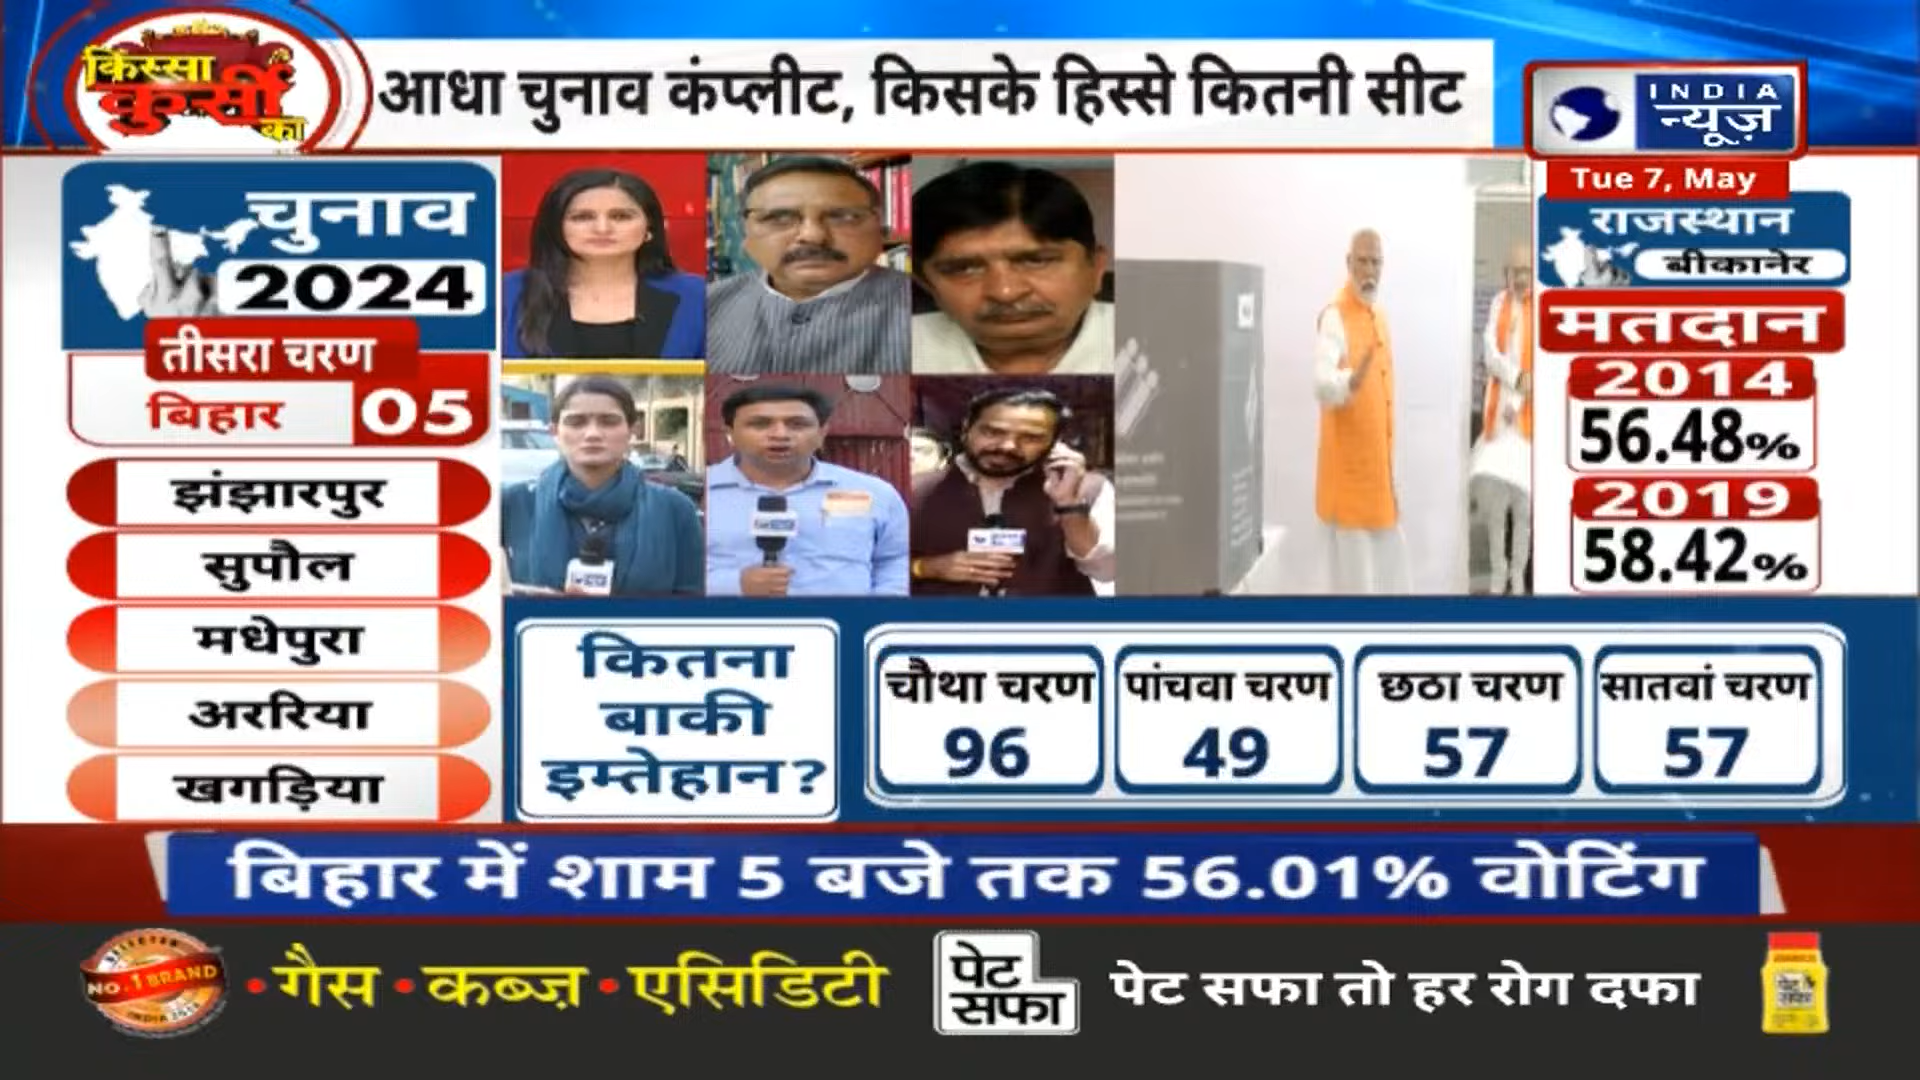 किस्सा
कुर्सी
का
आधा चुनाव कंप्लीट, किसके हिस्से कितनी सीट
INDIA
न्यूज़
Tue 7, May
चुनाव
2024
तीसरा चरण
बिहार 05
झंझारपुर
सुपौल
मधेपुरा
अररिया
खगड़िया
राजस्थान
बीकानेर
मतदान
2014
56.48%
2019
58.42%
कितना
बाकी
इम्तेहान?
चौथा चरण
96
पांचवा चरण
49
छठा चरण
57
सातवां चरण
57
बिहार में शाम 5 बजे तक 56.01% वोटिंग
NO.1 BRAND
• गैस • कब्ज़ • एसिडिटी
पेट
सफा
पेट सफा तो हर रोग दफा